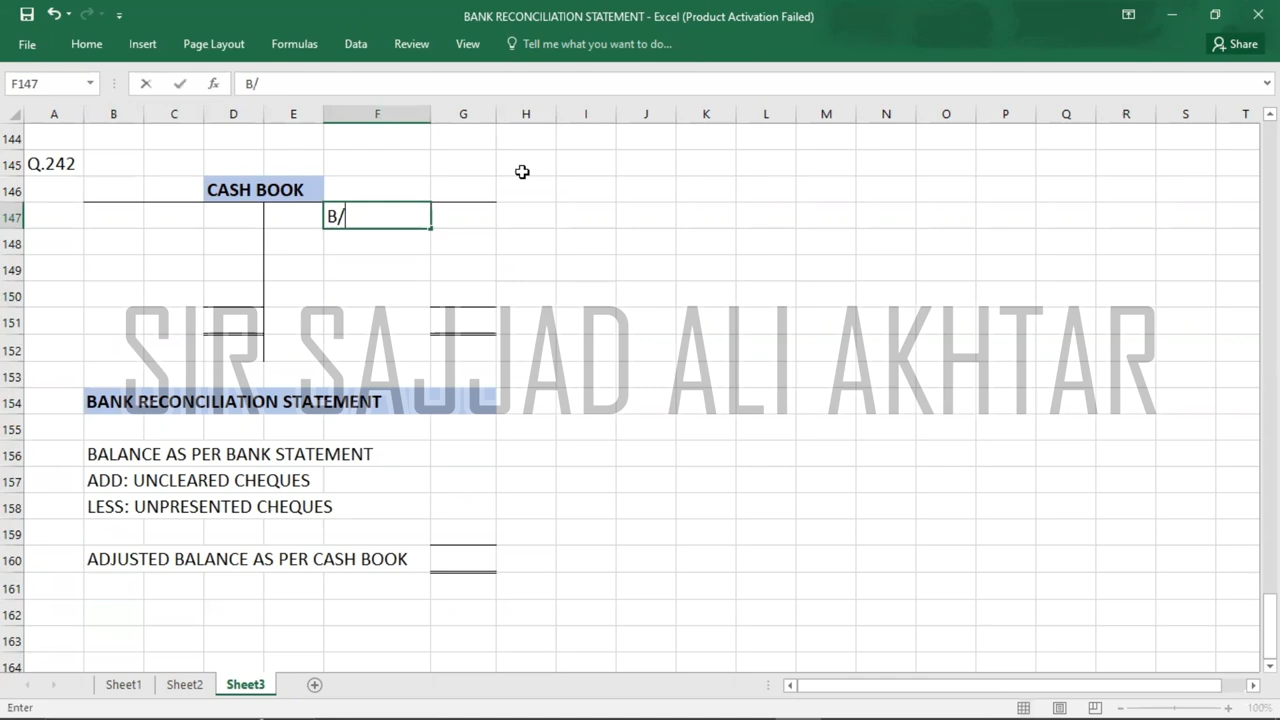 BANK RECONCILIATION STATEMENT - Excel (Product Activation Failed)
File Home Insert Page Layout Formulas Data Review View Tell me what you want to do... Share
F147 fx B/
A B C D E F G H I J K L M N O P Q R S T
144
145 Q.242
146 CASH BOOK
147 B/
148
149
150
151
SIR SAJJAD ALI AKHTAR
152
153
154 BANK RECONCILIATION STATEMENT
155
156 BALANCE AS PER BANK STATEMENT
157 ADD: UNCLEARED CHEQUES
158 LESS: UNPRESENTED CHEQUES
159
160 ADJUSTED BALANCE AS PER CASH BOOK
161
162
163
164
Sheet1 Sheet2 Sheet3
Enter 100%